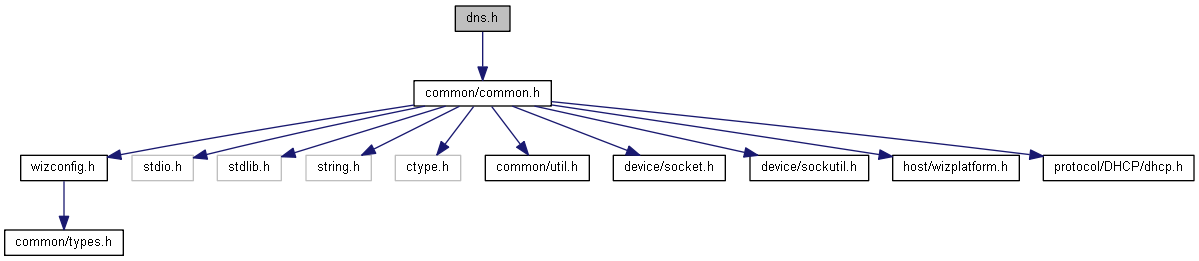 dns.h
common/common.h
wizconfig.h
stdio.h
stdlib.h
string.h
ctype.h
common/util.h
device/socket.h
device/sockutil.h
host/wizplatform.h
protocol/DHCP/dhcp.h
common/types.h